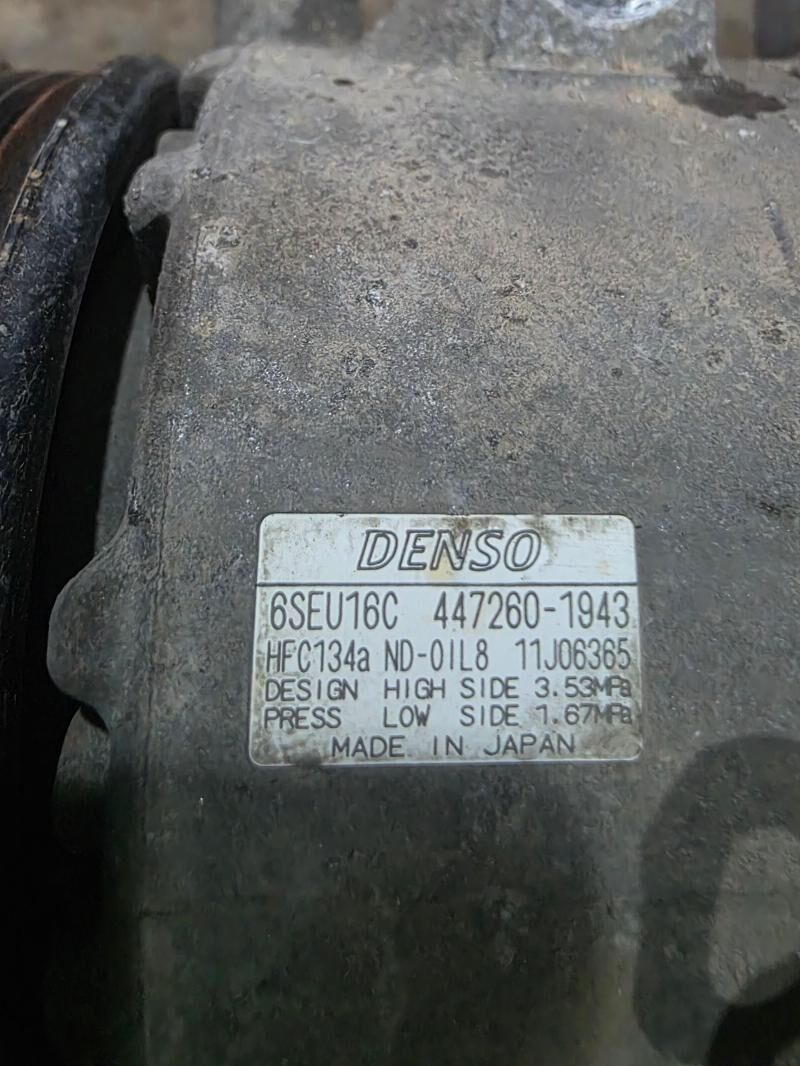 DENSO
6SEU16C 447260-1943
HFC134a ND-OIL8 11J06365
DESIGN HIGH SIDE 3.53MPa
PRESS LOW SIDE 1.67MPa
MADE IN JAPAN